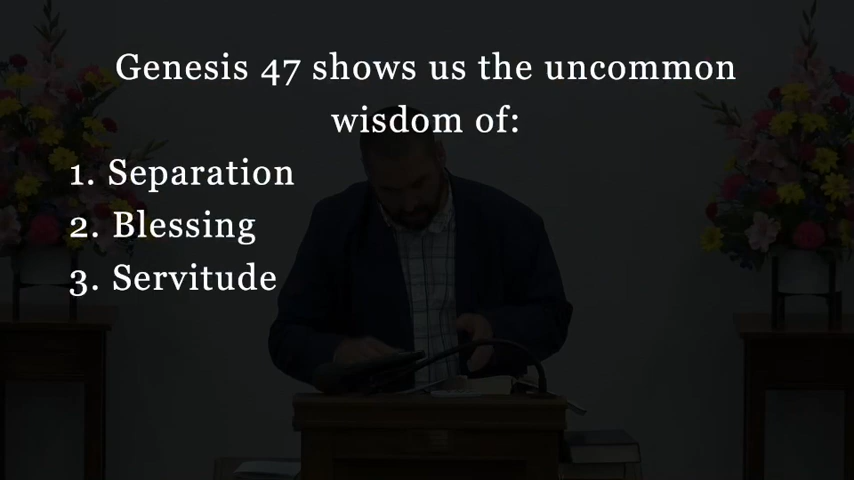 Genesis 47 shows us the uncommon
wisdom of:
1. Separation
2. Blessing
3. Servitude